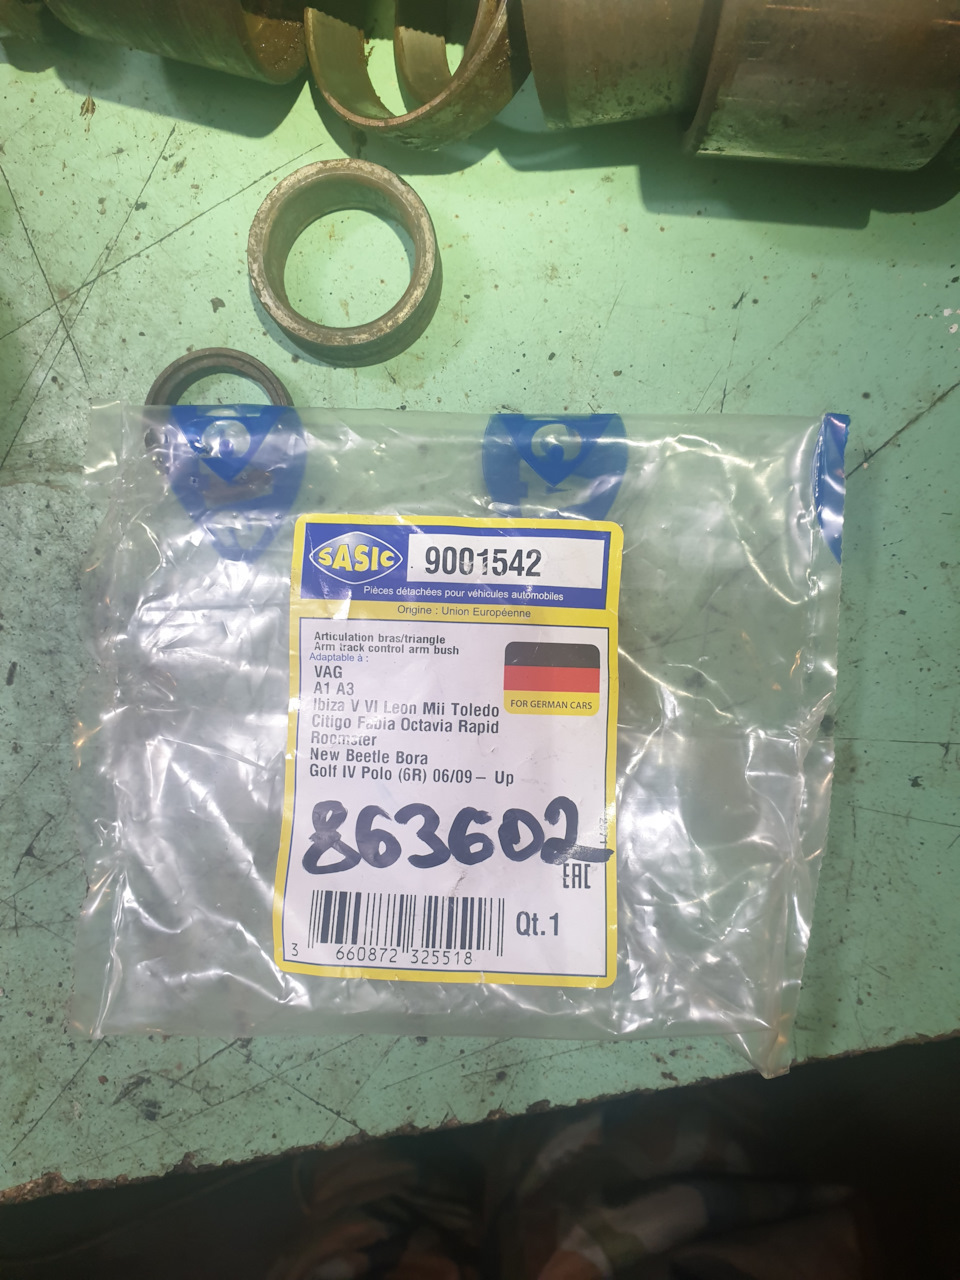 SASIC
9001542
Pièces détachées pour véhicules automobiles
Origine : Union Européenne
Articulation bras/triangle
Arm track control arm bush
Adaptable à :
VAG
A1 A3
Ibiza V VI Leon Mii Toledo
Citigo Fabia Octavia Rapid
Roomster
New Beetle Bora
Golf IV Polo (6R) 06/09 – Up
FOR GERMAN CARS
863602
EAC
Qt.1
3 660872 325518